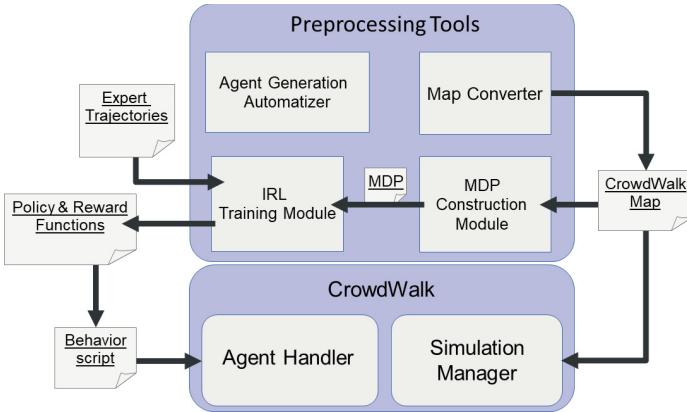 Preprocessing Tools
Expert
Trajectories
Agent Generation
Automatizer
Map Converter
IRL
Training Module
MDP
MDP
Construction
Module
CrowdWalk
Map
Policy & Reward
Functions
CrowdWalk
Behavior
script
Agent Handler
Simulation
Manager